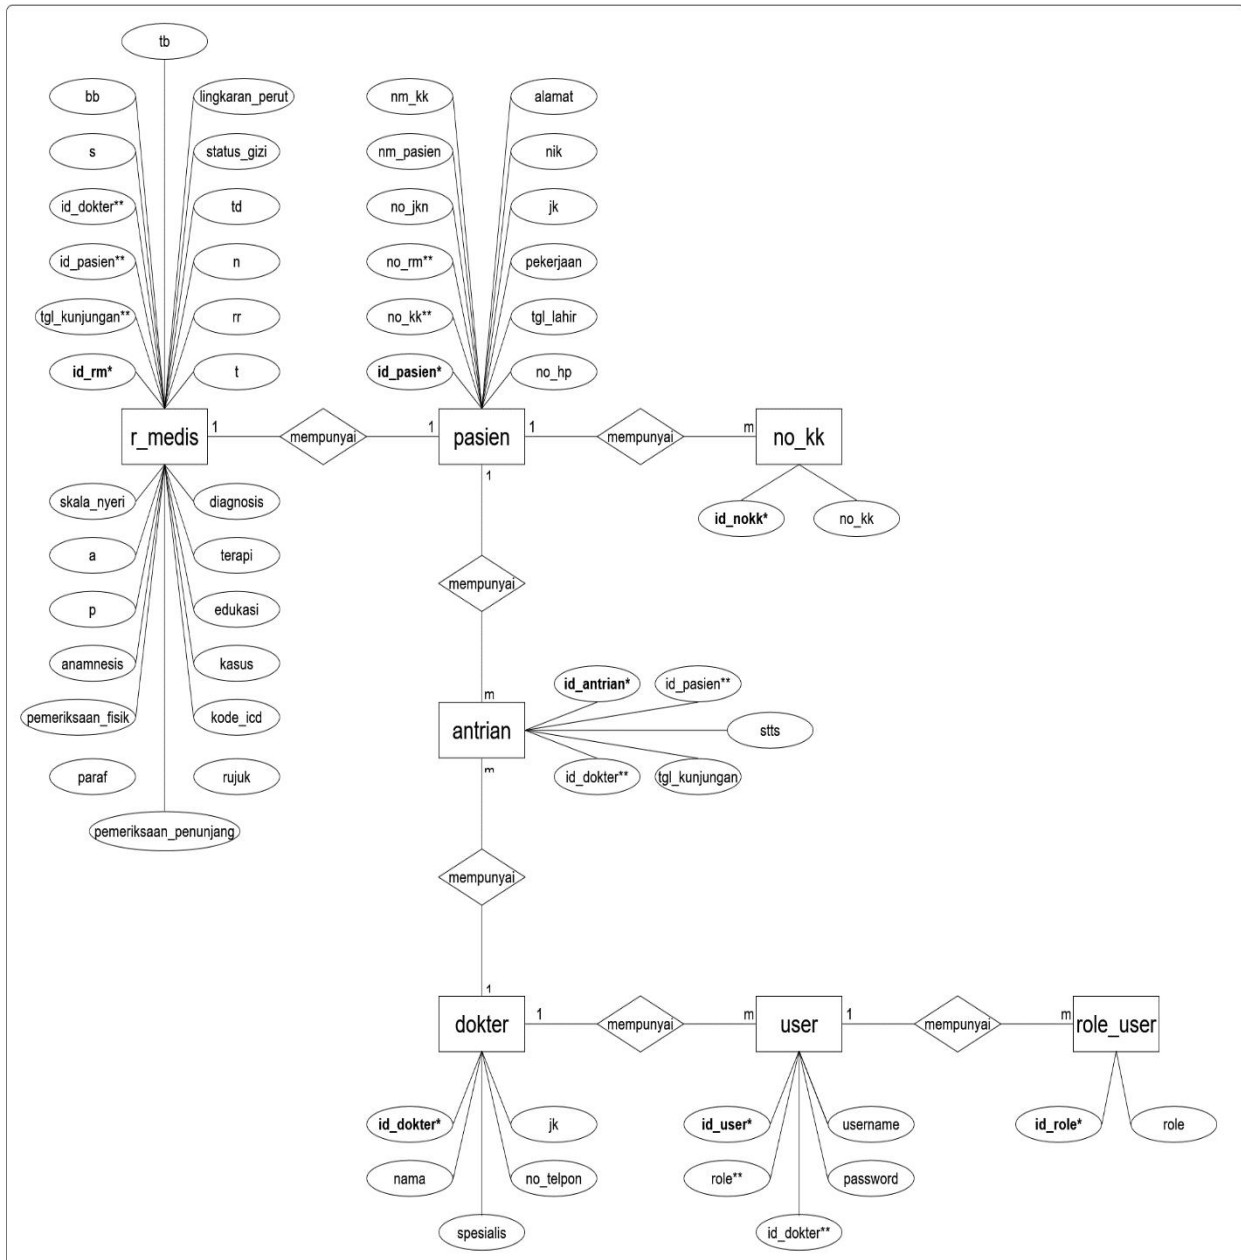 tb
bb
lingkaran_perut
nm_kk
alamat
s
status_gizi
nm_pasien
nik
id_dokter**
td
no_jkn
jk
id_pasien**
n
no_rm**
pekerjaan
tgl_kunjungan**
rr
no_kk**
tgl_lahir
id_rm*
t
id_pasien*
no_hp
r_medis
1
mempunyai
1
pasien
1
mempunyai
m
no_kk
1
skala_nyeri
diagnosis
id_nokk*
no_kk
a
terapi
mempunyai
p
edukasi
anamnesis
kasus
id_antrian*
id_pasien**
m
pemeriksaan_fisik
kode_icd
antrian
stts
m
paraf
rujuk
id_dokter**
tgl_kunjungan
pemeriksaan_penunjang
mempunyai
1
dokter
1
mempunyai
m
user
1
mempunyai
m
role_user
id_dokter*
jk
id_user*
username
id_role*
role
nama
no_telpon
role**
password
spesialis
id_dokter**